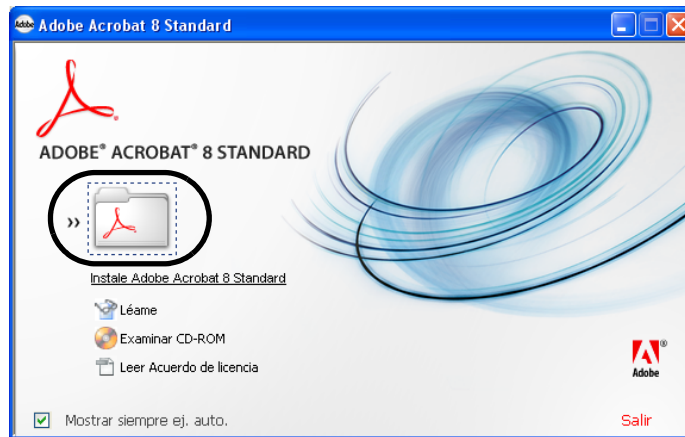 Adobe Adobe Acrobat 8 Standard
ADOBE® ACROBAT® 8 STANDARD
››
Instale Adobe Acrobat 8 Standard
Léame
Examinar CD-ROM
Leer Acuerdo de licencia
®
Adobe
Mostrar siempre ej. auto.
Salir